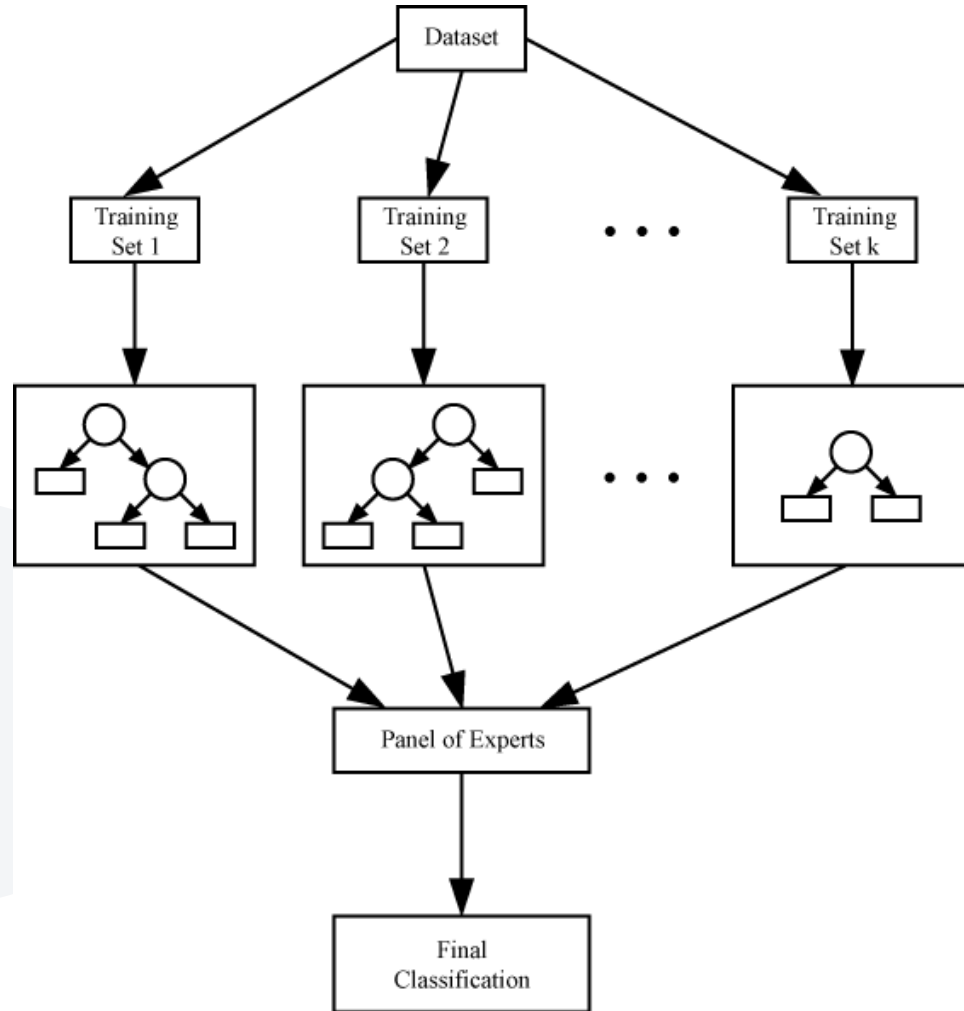 Dataset
Training
Set 1
Training
Set 2
Training
Set k
Panel of Experts
Final
Classification